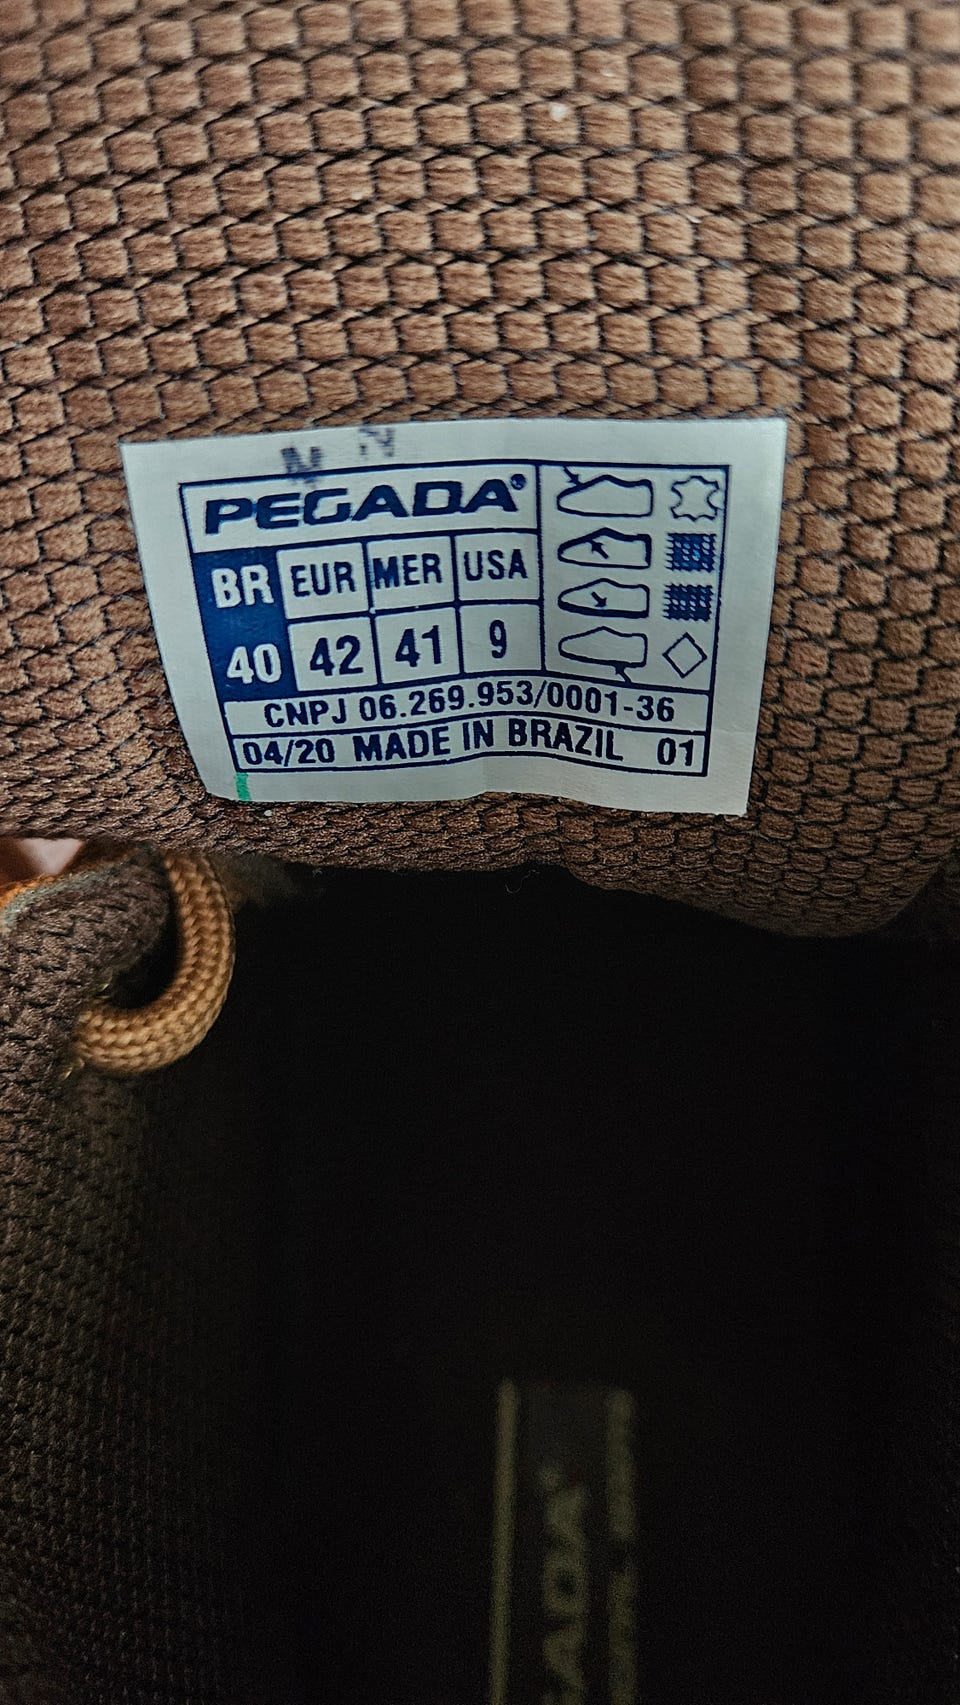 PEGADA®
BR EUR MER USA
40 42 41 9
CNPJ 06.269.953/0001-36
04/20 MADE IN BRAZIL 01
ADA